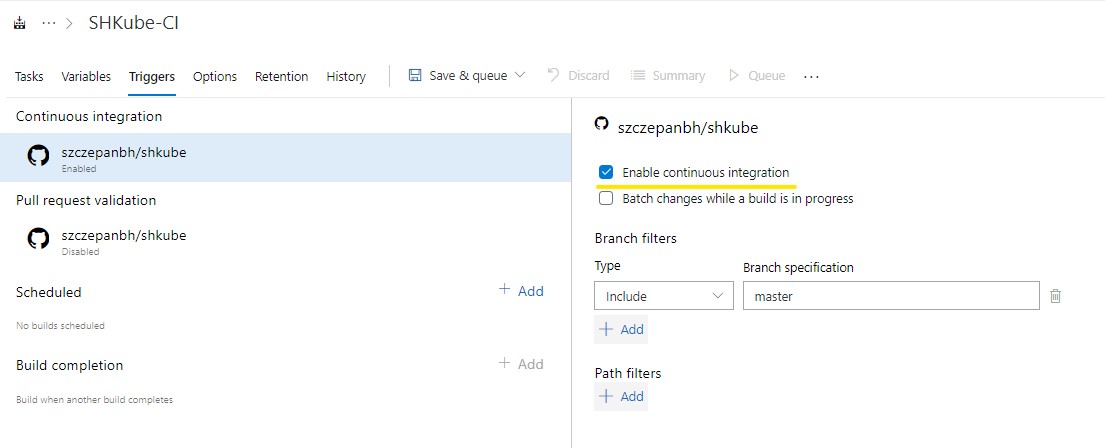 ... > SHKube-CI
Tasks Variables Triggers Options Retention History Save & queue Discard Summary Queue ...
Continuous integration
szczepanbh/shkube
Enabled
Pull request validation
szczepanbh/shkube
Disabled
Scheduled + Add
No builds scheduled
Build completion + Add
Build when another build completes
szczepanbh/shkube
Enable continuous integration
Batch changes while a build is in progress
Branch filters
Type Branch specification
Include master
+ Add
Path filters
+ Add